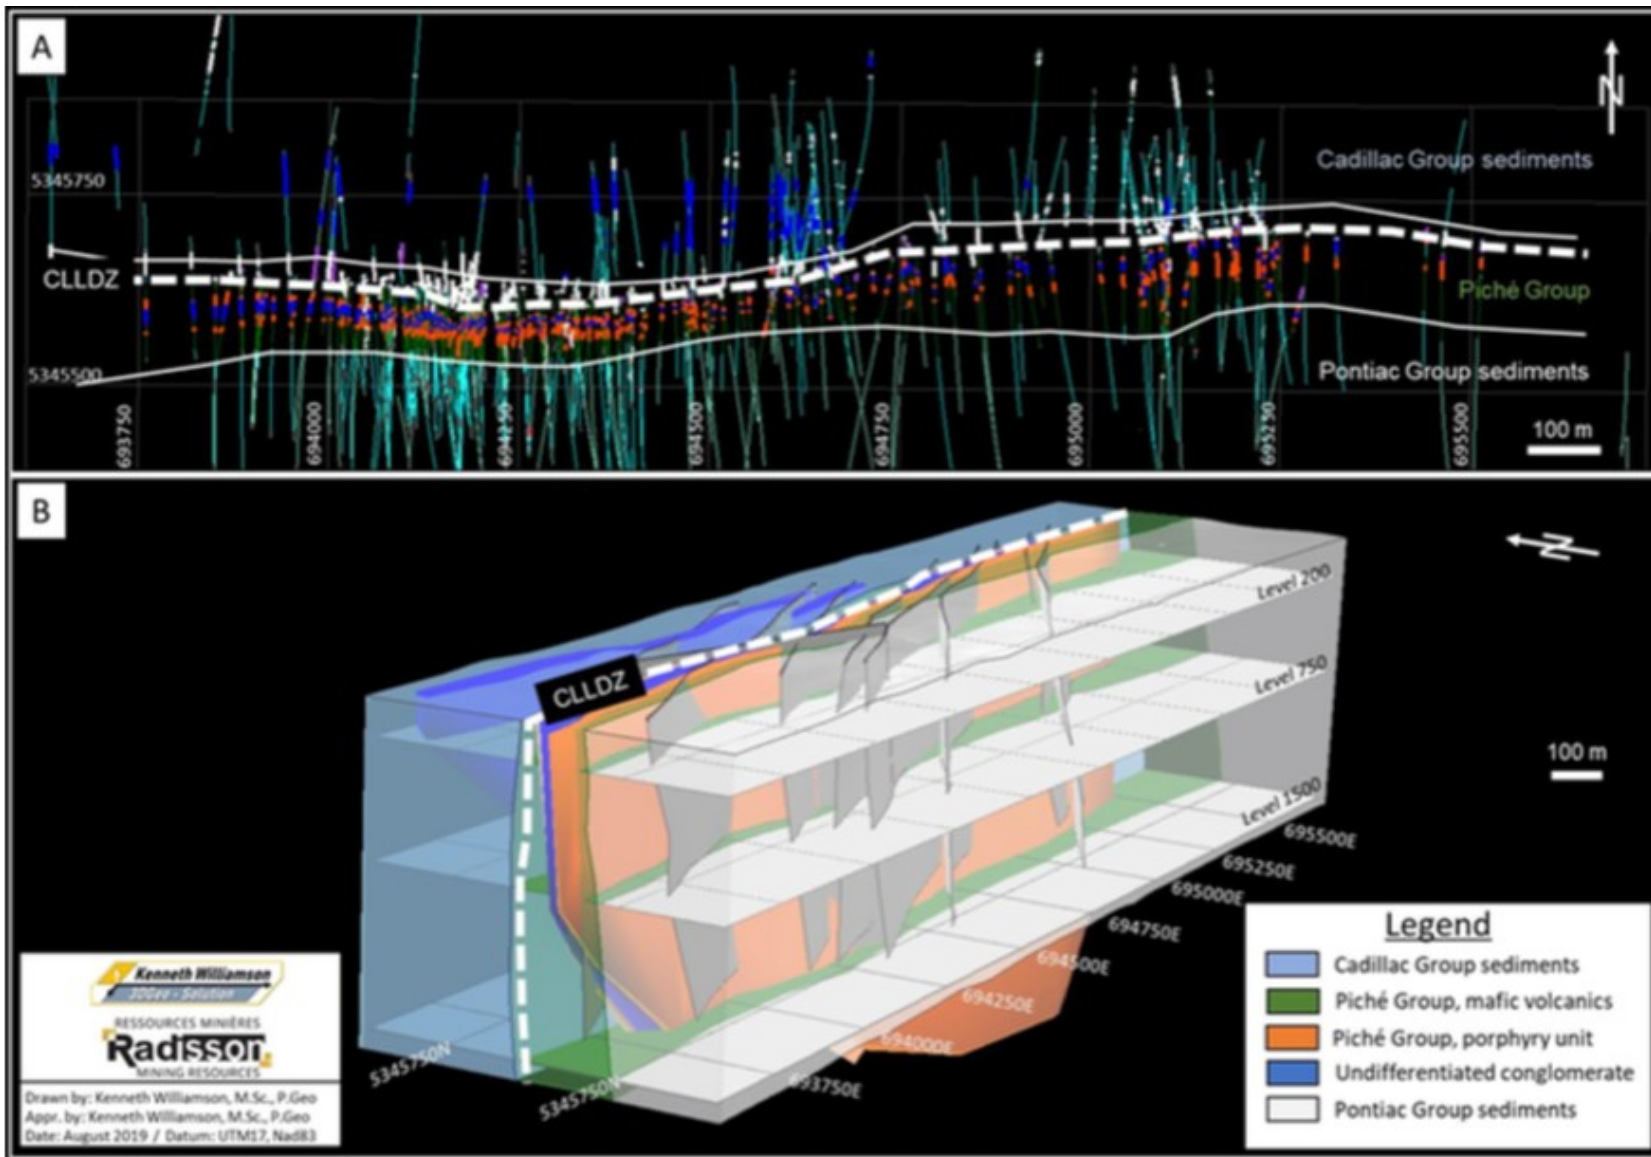 A
N
Cadillac Group sediments
5345750
CLLDZ
Piché Group
Pontiac Group sediments
5345500
693750
694000
694250
694500
694750
695000
695250
695500
100 m
B
N
Level 200
CLLDZ
Level 750
100 m
Level 1500
695500E
695250E
695000E
694750E
694500E
694250E
694000E
693750E
5345750N
5345750N
Legend
Cadillac Group sediments
Piché Group, mafic volcanics
Piché Group, porphyry unit
Undifferentiated conglomerate
Pontiac Group sediments
Kenneth Williamson
3DGeo - Solution
RESSOURCES MINIÈRES
Radisson
MINING RESOURCES
Drawn by: Kenneth Williamson, M.Sc., P.Geo
Appr. by: Kenneth Williamson, M.Sc., P.Geo
Date: August 2019 / Datum: UTM17, Nad83